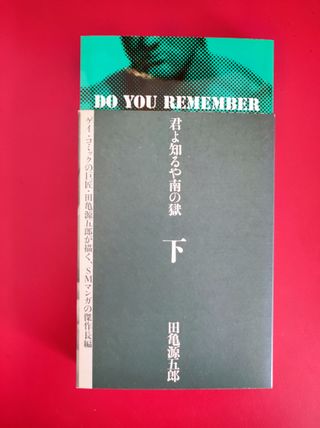 DO YOU REMEMBER
君よ知るや南の獄
下
田亀源五郎
ゲイ・コミックの巨匠・田亀源五郎が描く、SMマンガの傑作長編